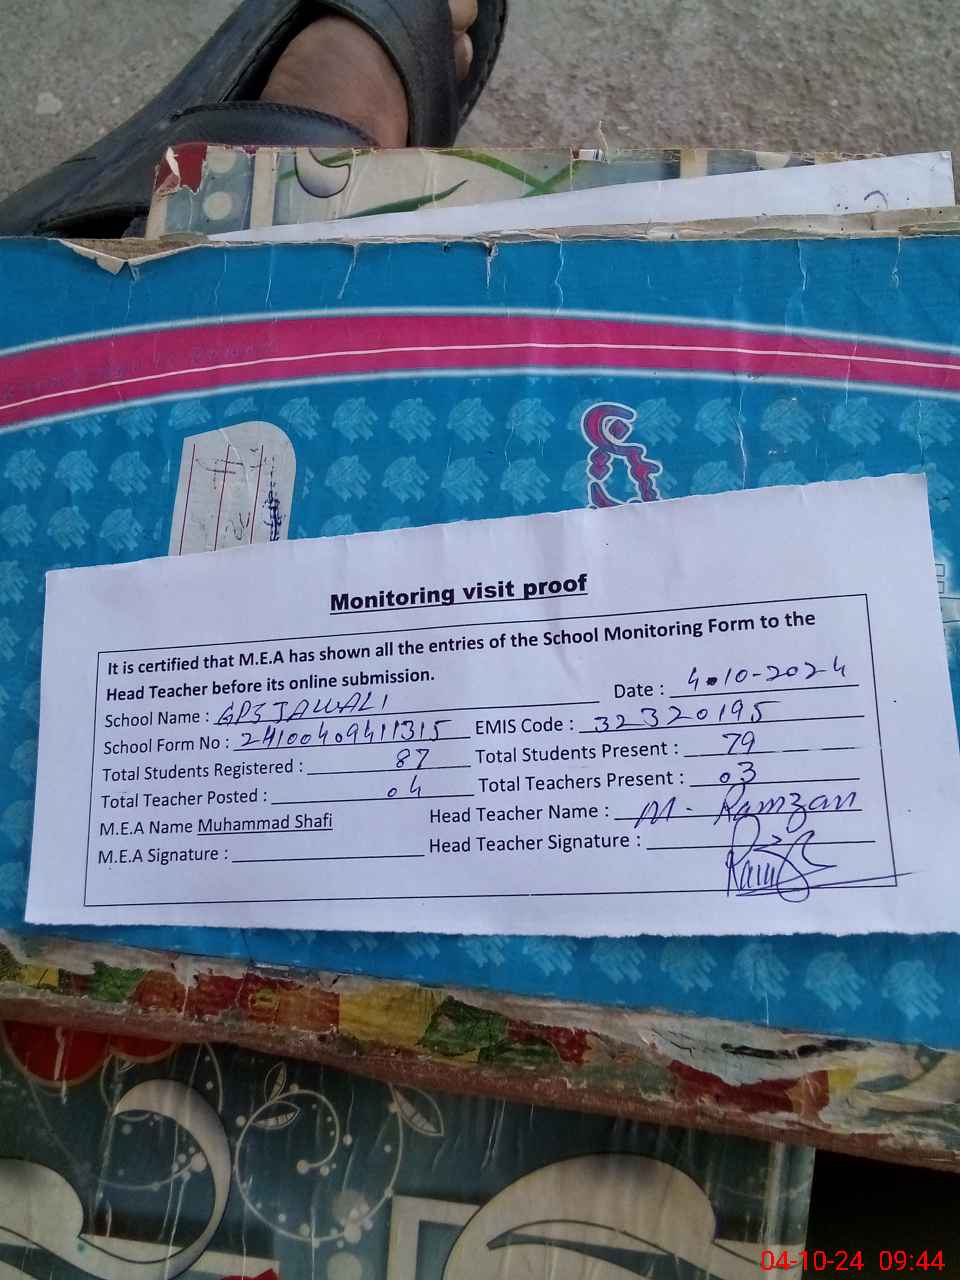 Monitoring visit proof
It is certified that M.E.A has shown all the entries of the School Monitoring Form to the
Head Teacher before its online submission.
Date : 4.10-2024
School Name : GPS JAWALI
School Form No : 24100409411315 EMIS Code : 32320195
Total Students Registered : 87 Total Students Present : 79
Total Teacher Posted : 04 Total Teachers Present : 03
M.E.A Name Muhammad Shafi Head Teacher Name : M. Ramzan
M.E.A Signature : Head Teacher Signature :
04-10-24 09:44